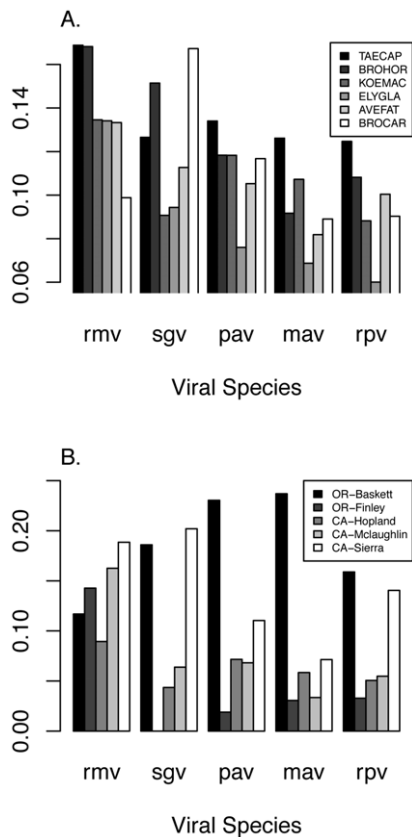 A.
0.14
0.10
0.06
TAECAP
BROHOR
KOEMAC
ELYGLA
AVEFAT
BROCAR
rmv sgv pav mav rpv
Viral Species
B.
0.20
0.10
0.00
OR-Baskett
OR-Finley
CA-Hopland
CA-Mclaughlin
CA-Sierra
rmv sgv pav mav rpv
Viral Species